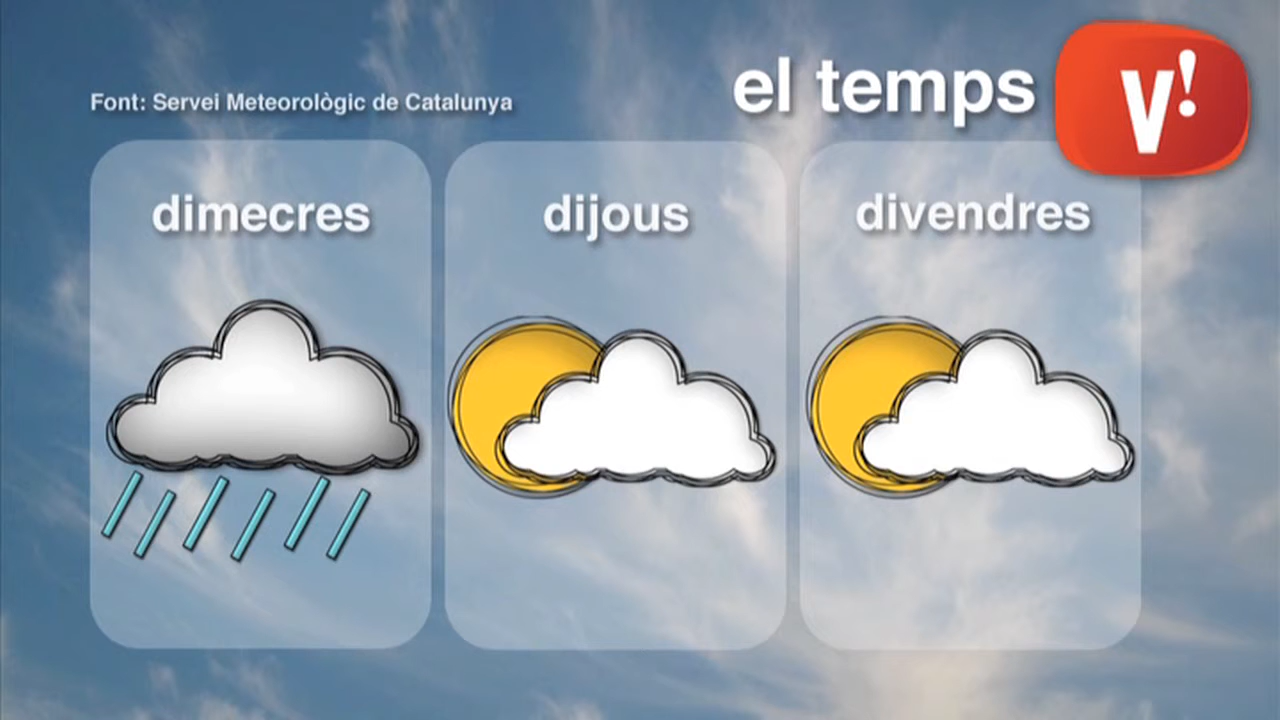 el temps
V!
Font: Servei Meteorològic de Catalunya
dimecres
dijous
divendres